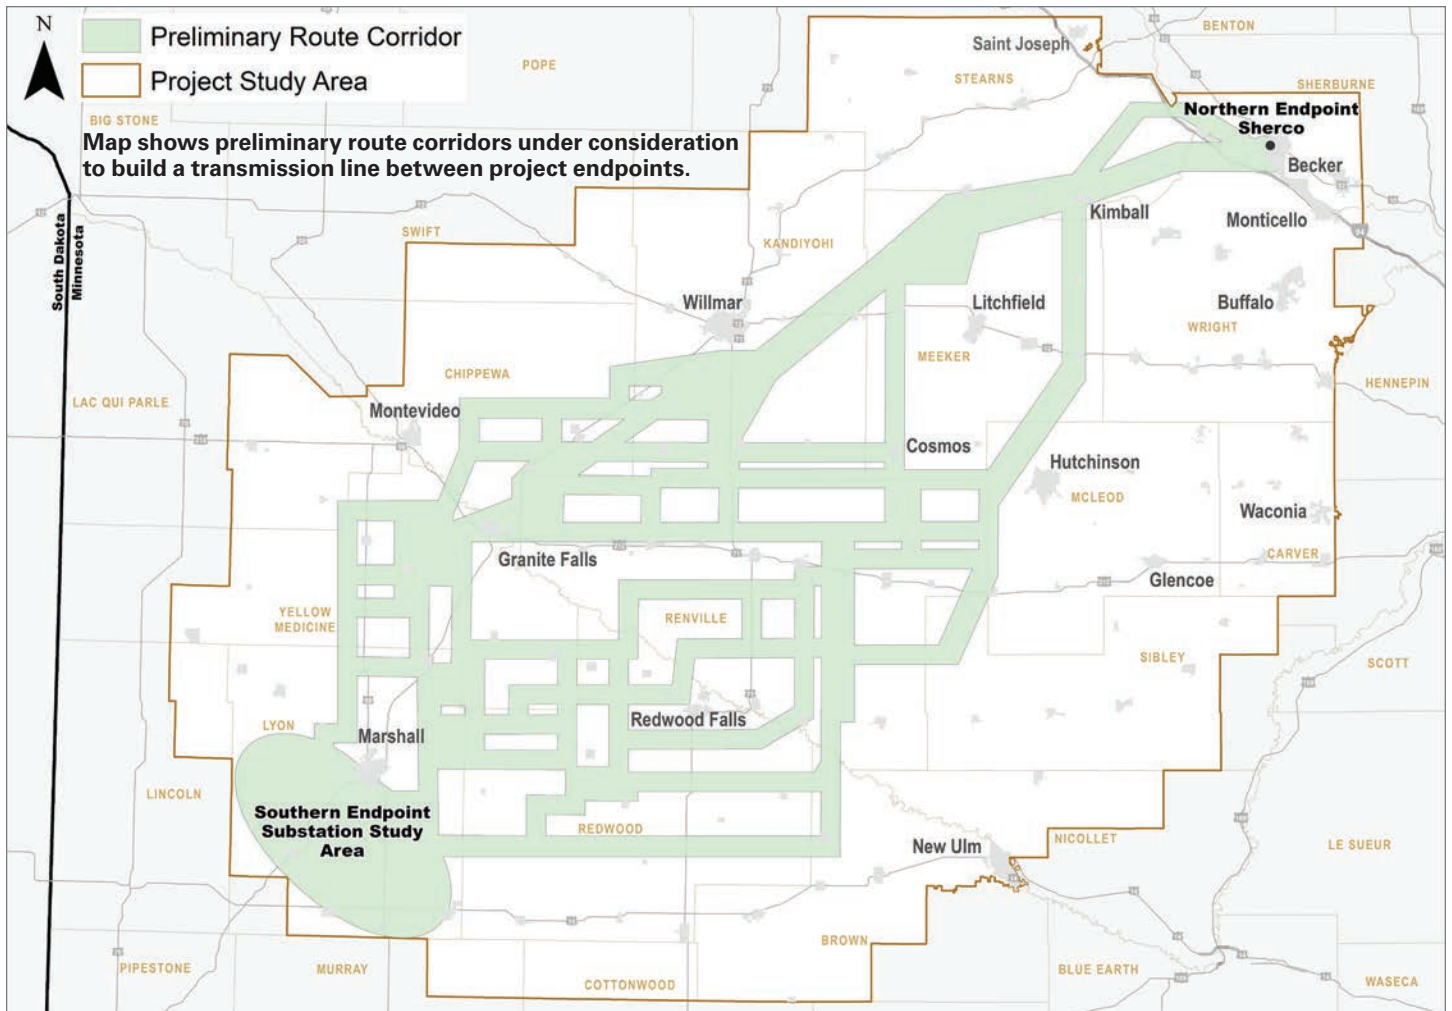 N
Preliminary Route Corridor
Project Study Area
Map shows preliminary route corridors under consideration
to build a transmission line between project endpoints.
BENTON
Saint Joseph
POPE
STEARNS
SHERBURNE
BIG STONE
Northern Endpoint
Sherco
Becker
Kimball
Monticello
South Dakota
Minnesota
SWIFT
KANDIYOHI
Willmar
Litchfield
Buffalo
WRIGHT
MEEKER
CHIPPEWA
HENNEPIN
LAC QUI PARLE
Montevideo
Cosmos
Hutchinson
MCLEOD
Waconia
CARVER
Granite Falls
Glencoe
YELLOW
MEDICINE
RENVILLE
SIBLEY
SCOTT
LYON
Redwood Falls
Marshall
LINCOLN
Southern Endpoint
Substation Study
Area
REDWOOD
NICOLLET
New Ulm
LE SUEUR
BROWN
PIPESTONE
MURRAY
COTTONWOOD
BLUE EARTH
WASECA
94